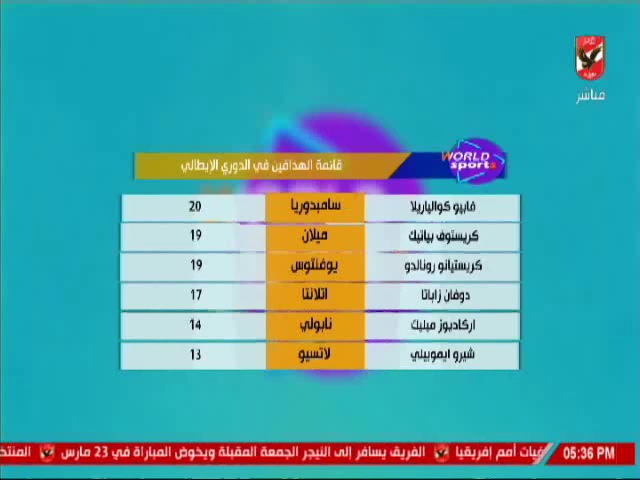 مباشر
WORLD
sports
قائمة الهدافين في الدوري الإيطالي
فابيو كوالياريلا سامبدوريا 20
كريستوف بياتيك ميلان 19
كريستيانو رونالدو يوفنتوس 19
دوفان زاباتا اتلانتا 17
اركاديوز ميليك نابولي 14
شيرو ايموبيلي لاتسيو 13
05:36 PM فيات أمم إفريقيا الفريق يسافر إلى النيجر الجمعة المقبلة ويخوض المباراة في 23 مارس المنتخ